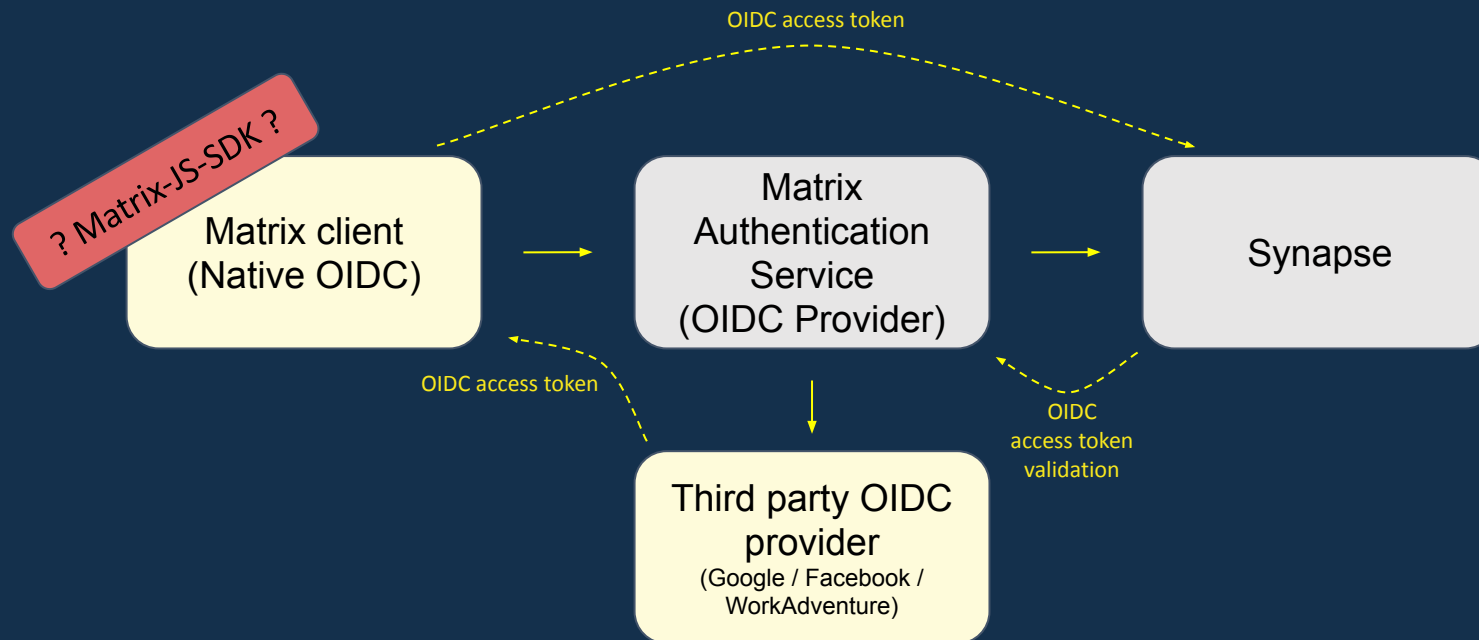 OIDC access token
? Matrix-JS-SDK ?
Matrix client
(Native OIDC)
Matrix
Authentication
Service
(OIDC Provider)
Synapse
OIDC access token
OIDC
access token
validation
Third party OIDC
provider
(Google / Facebook /
WorkAdventure)